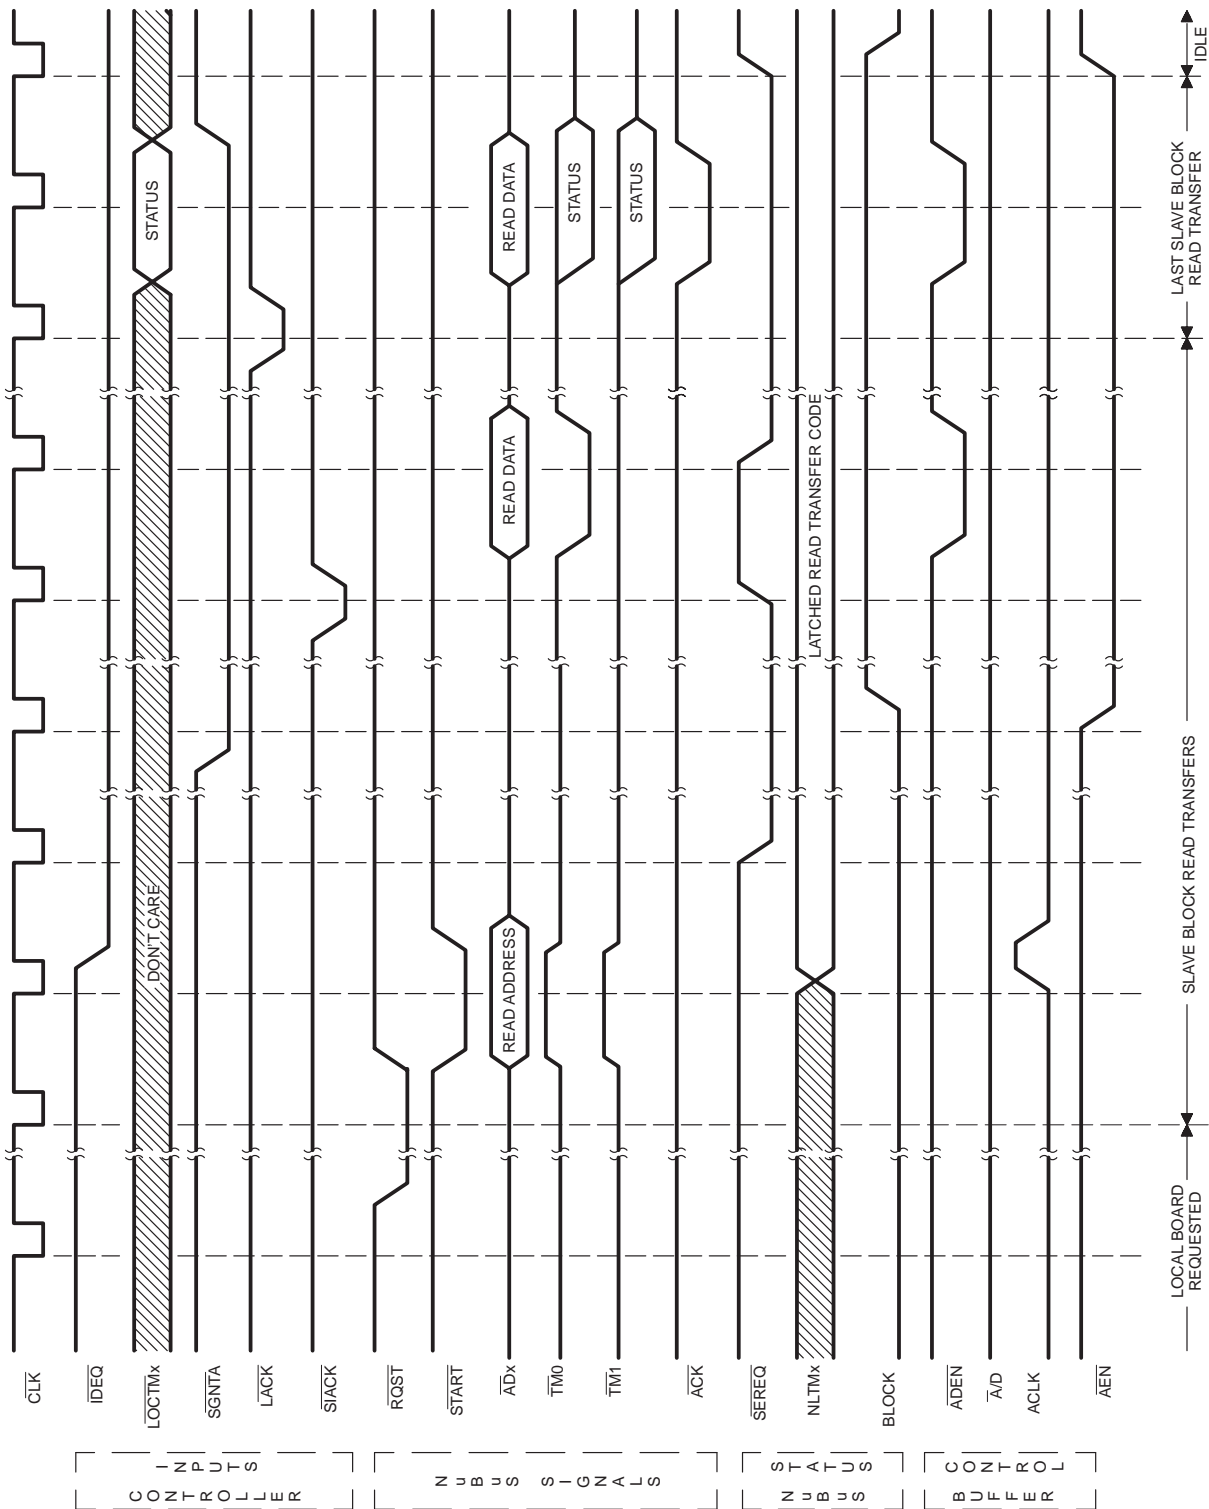 CONTROLLER
INPUTS
CLK
IDEQ
LOCTMx
DON'T CARE
STATUS
SGNTA
LACK
SIACK
NuBuS SIGNALS
RQST
START
ADx
READ ADDRESS
READ DATA
READ DATA
TM0
STATUS
TM1
STATUS
ACK
NuBuS
STATUS
SEREQ
NLTMx
LATCHED READ TRANSFER CODE
BLOCK
BUFFER
CONTROL
ADEN
A/D
ACLK
AEN
LOCAL BOARD
REQUESTED
SLAVE BLOCK READ TRANSFERS
LAST SLAVE BLOCK
READ TRANSFER
IDLE